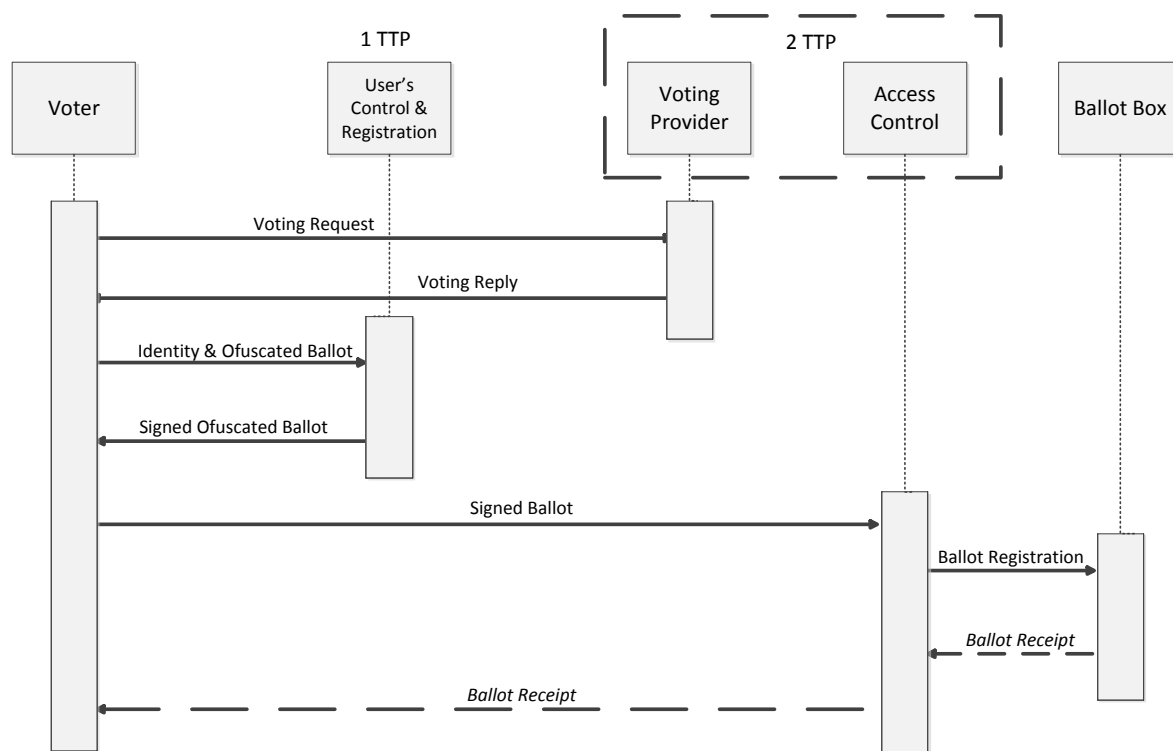 1 TTP
2 TTP
Voter
User's
Control &
Registration
Voting
Provider
Access
Control
Ballot Box
Voting Request
Voting Reply
Identity & Ofuscated Ballot
Signed Ofuscated Ballot
Signed Ballot
Ballot Registration
Ballot Receipt
Ballot Receipt